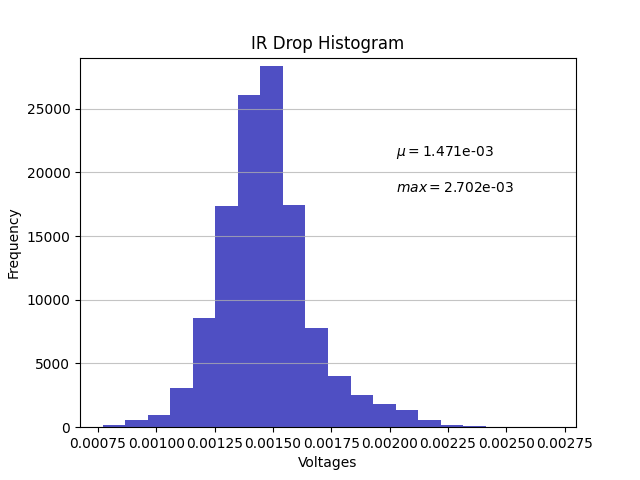 IR Drop Histogram
25000
20000
15000
10000
5000
0
Frequency
μ = 1.471e-03
max = 2.702e-03
0.00075 0.00100 0.00125 0.00150 0.00175 0.00200 0.00225 0.00250 0.00275
Voltages